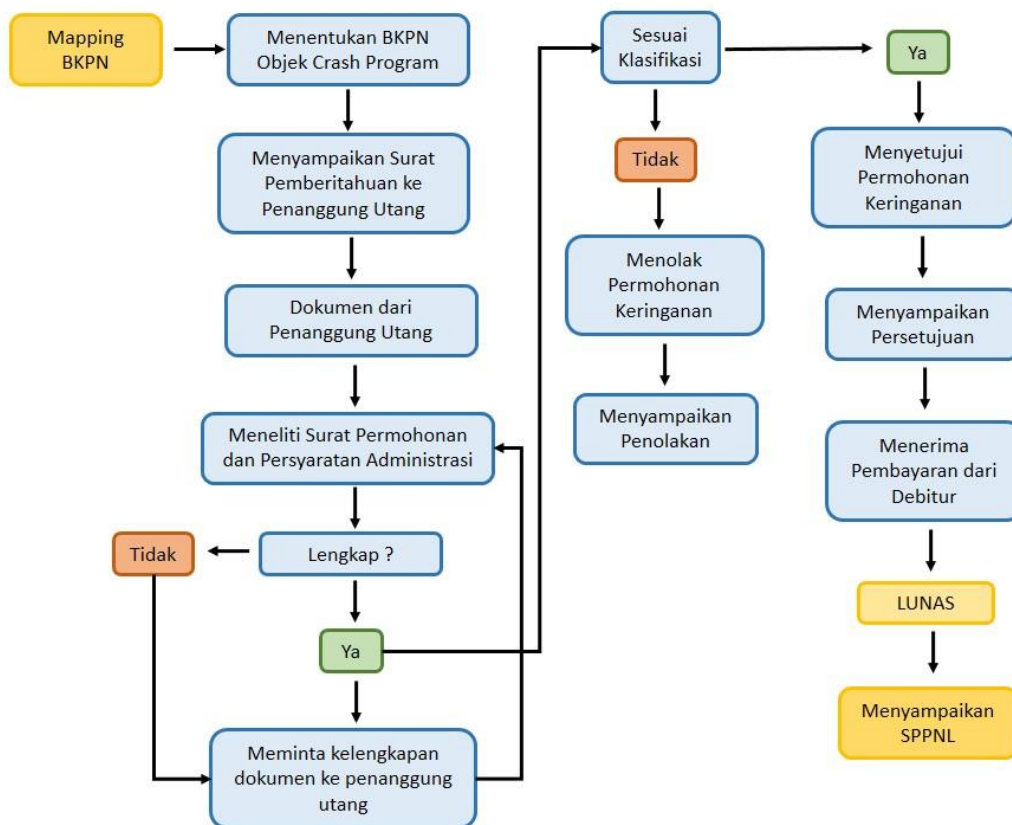 Mapping
BKPN
Menentukan BKPN
Objek Crash Program
Menyampaikan Surat
Pemberitahuan ke
Penanggung Utang
Dokumen dari
Penanggung Utang
Meneliti Surat Permohonan
dan Persyaratan Administrasi
Lengkap ?
Tidak
Ya
Meminta kelengkapan
dokumen ke penanggung
utang
Sesuai
Klasifikasi
Tidak
Menolak
Permohonan
Keringanan
Menyampaikan
Penolakan
Ya
Menyetujui
Permohonan
Keringanan
Menyampaikan
Persetujuan
Menerima
Pembayaran dari
Debitur
LUNAS
Menyampaikan
SPPNL